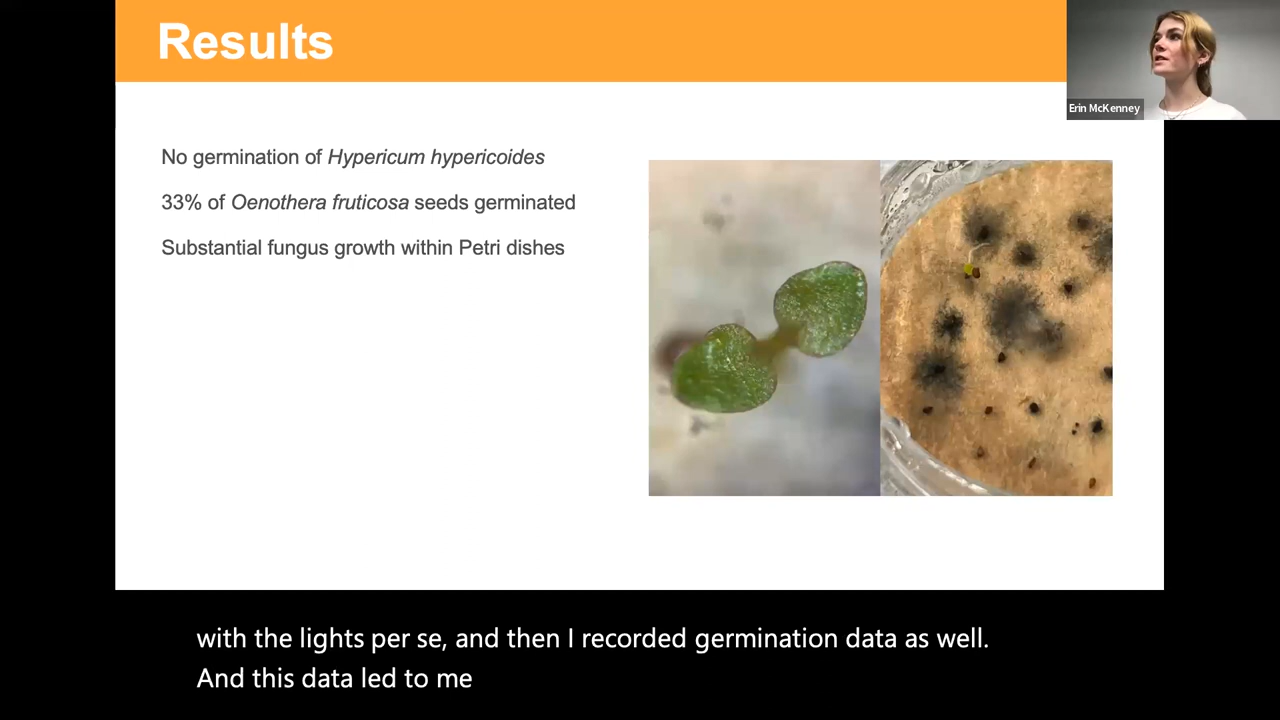 Results
Erin McKenney
No germination of Hypericum hypericoides
33% of Oenothera fruticosa seeds germinated
Substantial fungus growth within Petri dishes
with the lights per se, and then I recorded germination data as well.
And this data led to me